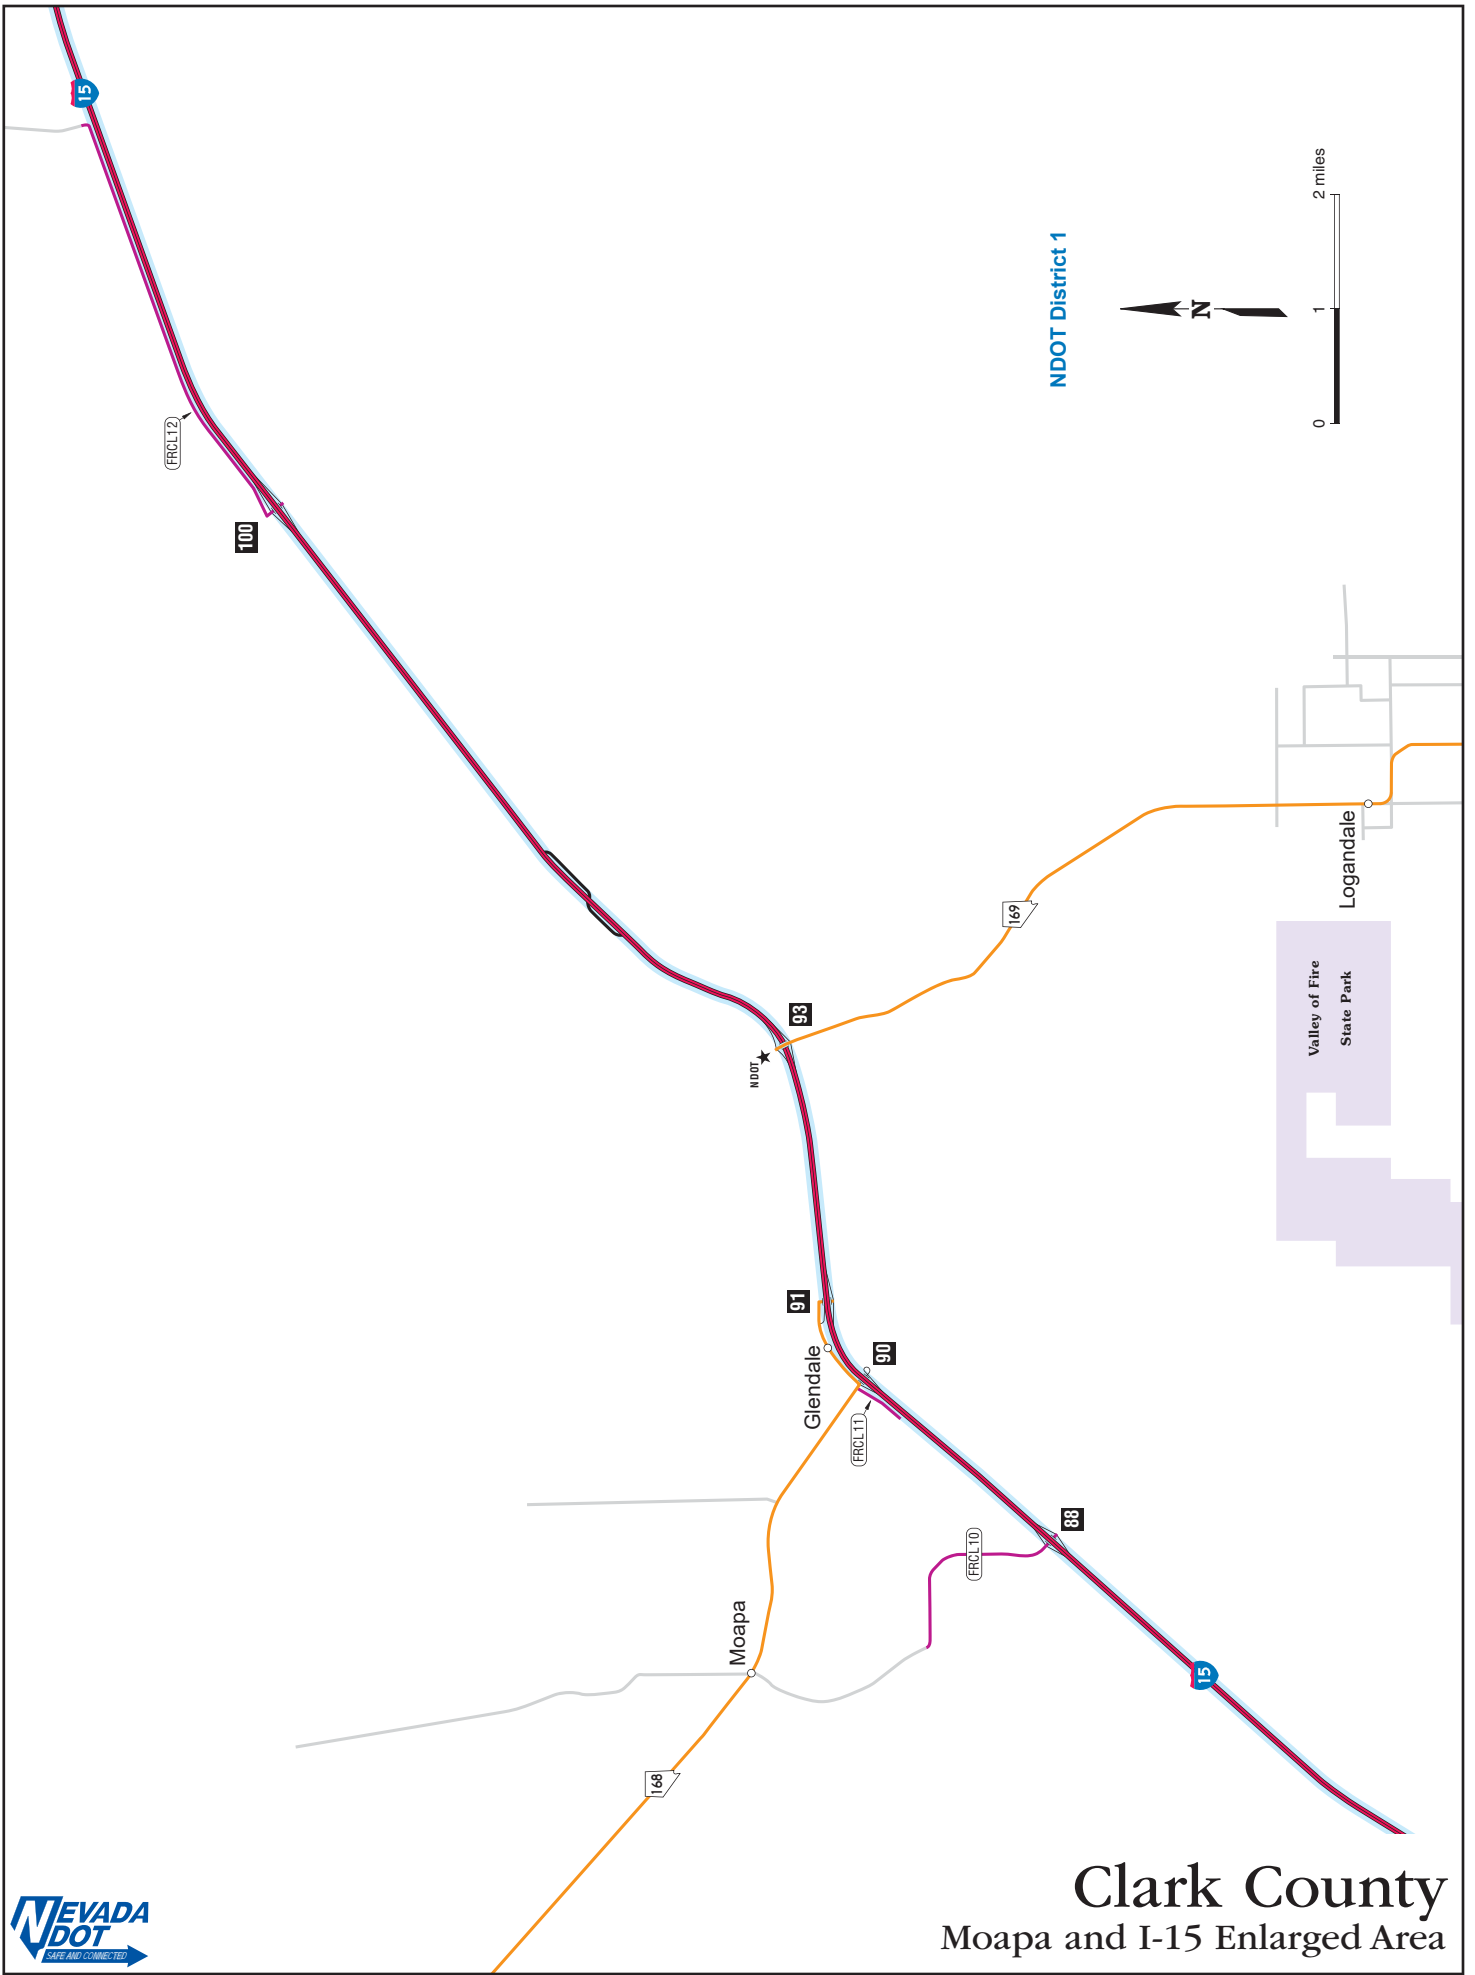 15
FRCL12
100
NDOT District 1
N
0
1
2 miles
93
NDOT
169
Logandale
Valley of Fire
State Park
91
Glendale
90
FRCL11
88
FRCL10
Moapa
15
168
NEVADA
DOT
SAFE AND CONNECTED
Clark County
Moapa and I-15 Enlarged Area